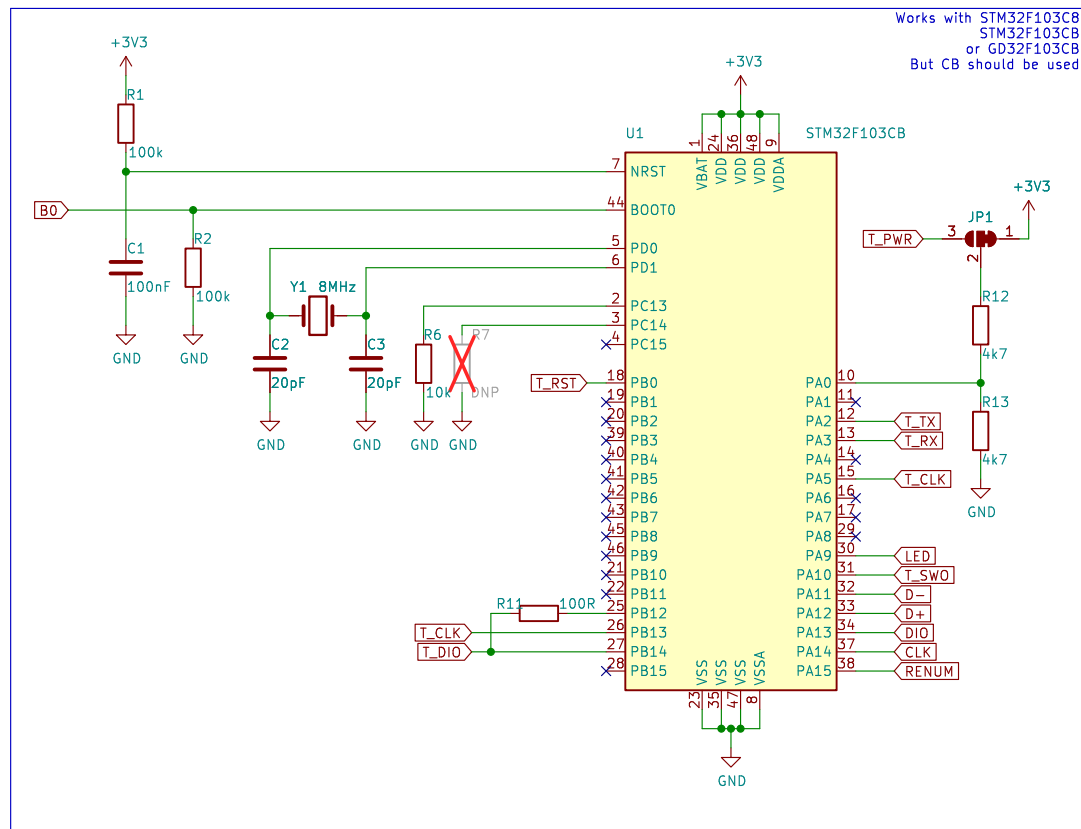 Works with STM32F103C8
STM32F103CB
or GD32F103CB
But CB should be used
+3V3
R1
100k
B0
C1
100nF
GND
R2
100k
GND
Y1 8MHz
C2
20pF
GND
C3
20pF
GND
R6
10k
GND
R7
DNP
GND
T_RST
R11 100R
T_CLK
T_DIO
U1
STM32F103CB
+3V3
1 24 36 48 9
VBAT VDD VDD VDD VDDA
7 NRST
44 BOOT0
5 PD0
6 PD1
2 PC13
3 PC14
4 PC15
18 PB0
19 PB1
20 PB2
39 PB3
40 PB4
41 PB5
42 PB6
43 PB7
45 PB8
46 PB9
21 PB10
22 PB11
25 PB12
26 PB13
27 PB14
28 PB15
PA0 10
PA1 11
PA2 12 T_TX
PA3 13 T_RX
PA4 14
PA5 15 T_CLK
PA6 16
PA7 17
PA8 29
PA9 30 LED
PA10 31 T_SWO
PA11 32 D-
PA12 33 D+
PA13 34 DIO
PA14 37 CLK
PA15 38 RENUM
VSS VSS VSS VSSA
23 35 47 8
GND
+3V3
JP1
T_PWR 3 1
2
R12
4k7
R13
4k7
GND